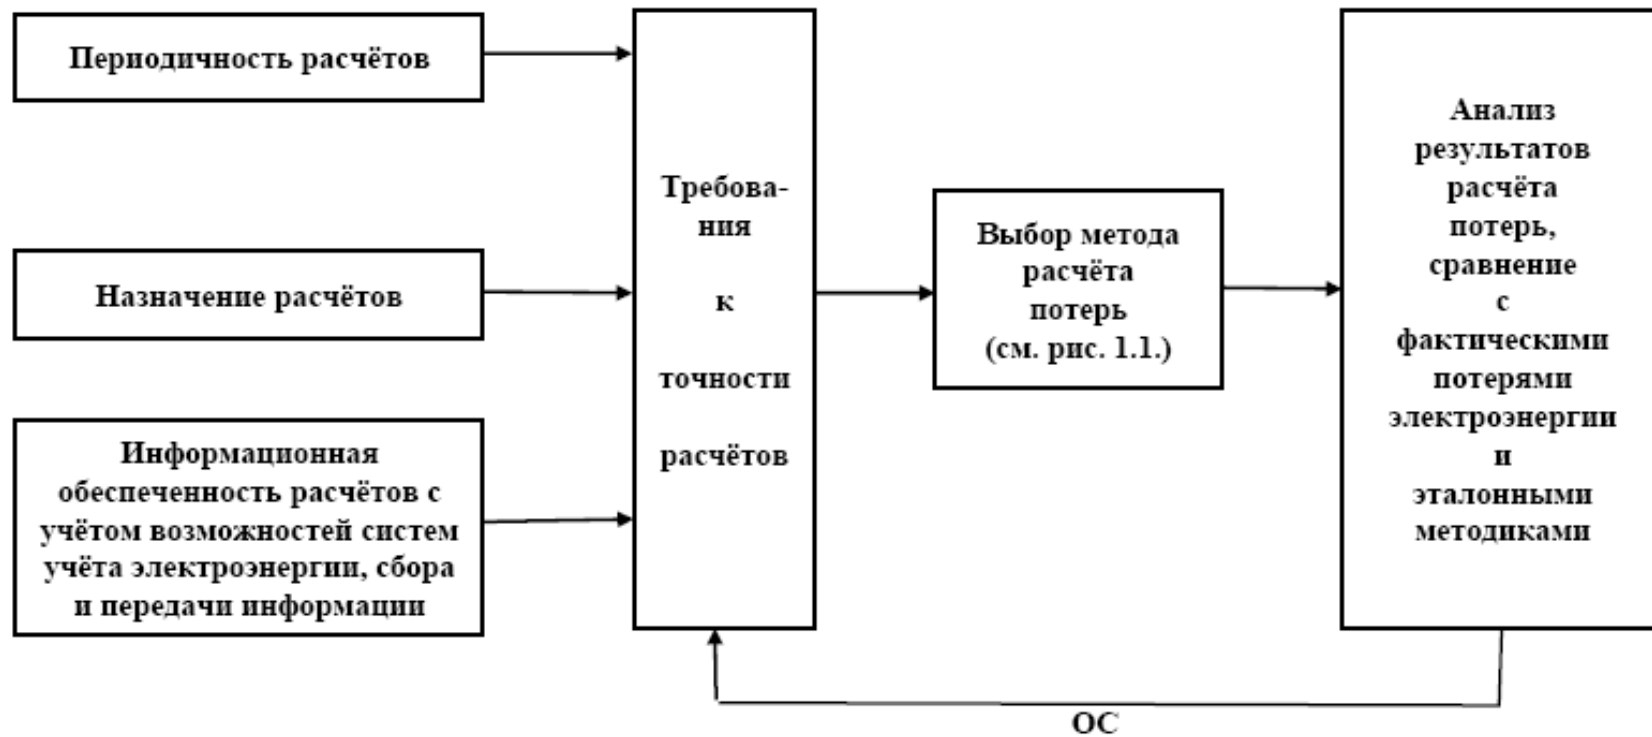 Периодичность расчётов
Назначение расчётов
Информационная
обеспеченность расчётов с
учётом возможностей систем
учёта электроэнергии, сбора
и передачи информации
Требова-
ния
к
точности
расчётов
Выбор метода
расчёта
потерь
(см. рис. 1.1.)
Анализ
результатов
расчёта
потерь,
сравнение
с
фактическими
потерями
электроэнергии
и
эталонными
методиками
ОС